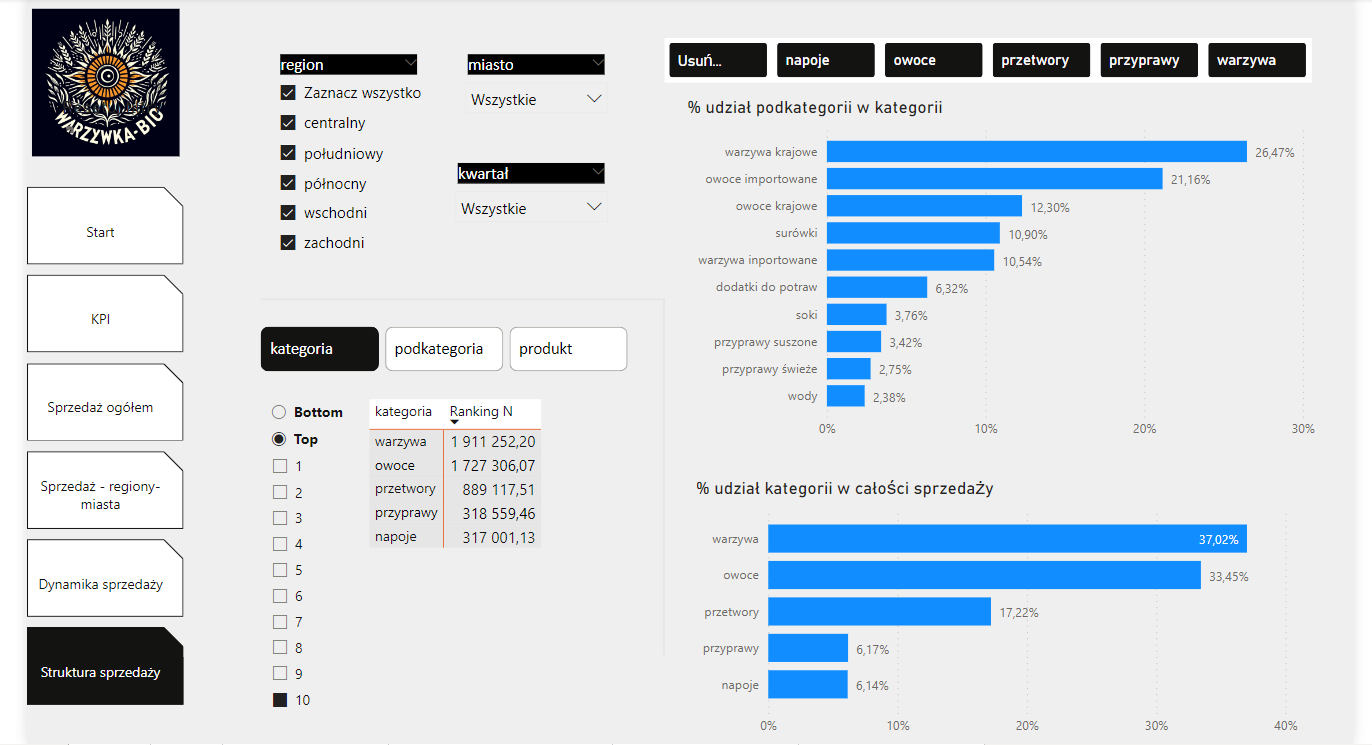 WARZYWKA-BIO
Start
KPI
Sprzedaż ogółem
Sprzedaż - regiony-
miasta
Dynamika sprzedaży
Struktura sprzedaży
region
Zaznacz wszystko
centralny
południowy
północny
wschodni
zachodni
miasto
Wszystkie
kwartał
Wszystkie
kategoria podkategoria produkt
Bottom
Top
1
2
3
4
5
6
7
8
9
10
kategoria Ranking N
warzywa 1 911 252,20
owoce 1 727 306,07
przetwory 889 117,51
przyprawy 318 559,46
napoje 317 001,13
Usuń... napoje owoce przetwory przyprawy warzywa
% udział podkategorii w kategorii
warzywa krajowe 26,47%
owoce importowane 21,16%
owoce krajowe 12,30%
surówki 10,90%
warzywa inportowane 10,54%
dodatki do potraw 6,32%
soki 3,76%
przyprawy suszone 3,42%
przyprawy świeże 2,75%
wody 2,38%
0% 10% 20% 30%
% udział kategorii w całości sprzedaży
warzywa 37,02%
owoce 33,45%
przetwory 17,22%
przyprawy 6,17%
napoje 6,14%
0% 10% 20% 30% 40%